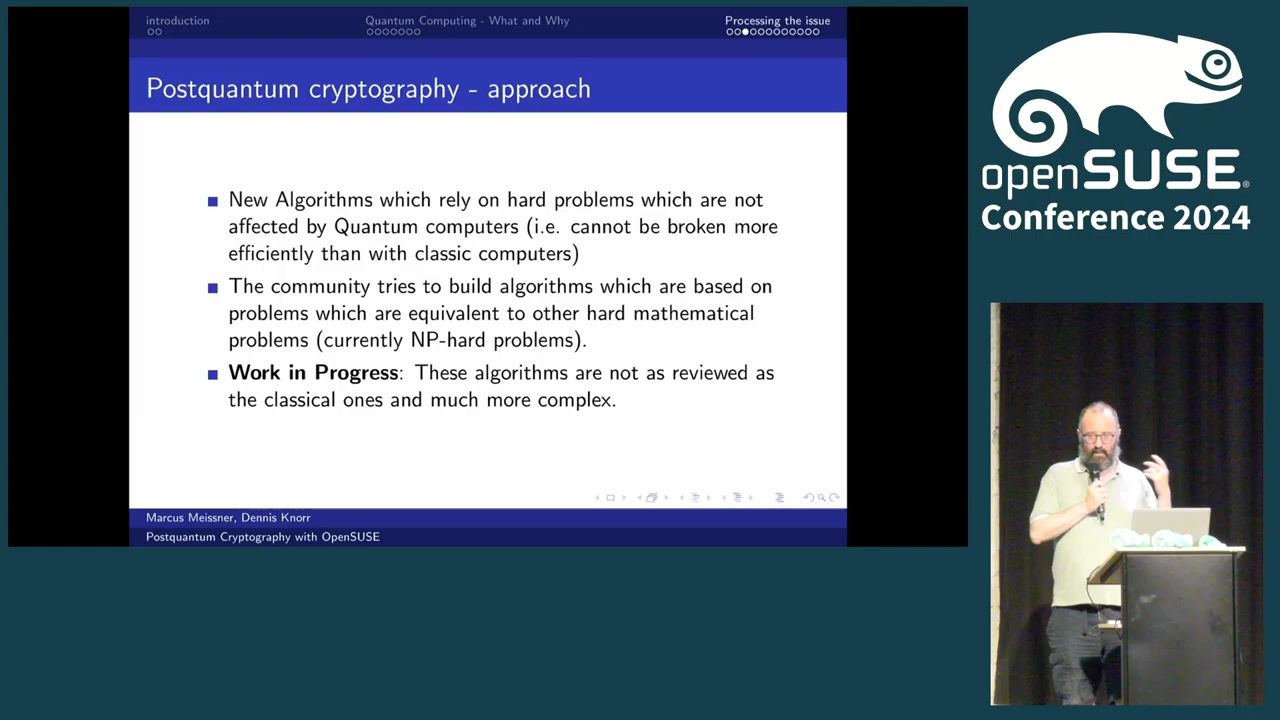 introduction
Quantum Computing - What and Why
Processing the issue
Postquantum cryptography - approach
New Algorithms which rely on hard problems which are not
affected by Quantum computers (i.e. cannot be broken more
efficiently than with classic computers)
The community tries to build algorithms which are based on
problems which are equivalent to other hard mathematical
problems (currently NP-hard problems).
Work in Progress: These algorithms are not as reviewed as
the classical ones and much more complex.
Marcus Meissner, Dennis Knorr
Postquantum Cryptography with OpenSUSE
openSUSE®
Conference 2024